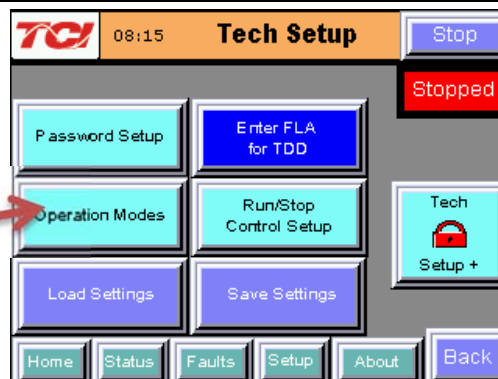 TCI 08:15 Tech Setup Stop
Stopped
Password Setup
Enter FLA
for TDD
Operation Modes
Run/Stop
Control Setup
Tech
Setup +
Load Settings
Save Settings
Home Status Faults Setup About Back